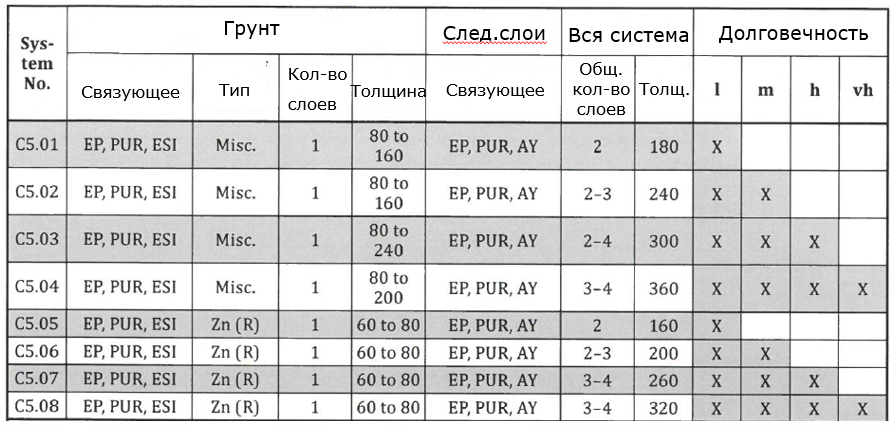 Sys-
tem
No.
Грунт
След.слои
Вся система
Долговечность
Связующее
Тип
Кол-во
слоев
Толщина
Связующее
Общ.
кол-во
слоев
Толщ.
l
m
h
vh
C5.01 EP, PUR, ESI Misc. 1 80 to 160 EP, PUR, AY 2 180 X
C5.02 EP, PUR, ESI Misc. 1 80 to 160 EP, PUR, AY 2–3 240 X X
C5.03 EP, PUR, ESI Misc. 1 80 to 240 EP, PUR, AY 2–4 300 X X X
C5.04 EP, PUR, ESI Misc. 1 80 to 200 EP, PUR, AY 3–4 360 X X X X
C5.05 EP, PUR, ESI Zn (R) 1 60 to 80 EP, PUR, AY 2 160 X
C5.06 EP, PUR, ESI Zn (R) 1 60 to 80 EP, PUR, AY 2–3 200 X X
C5.07 EP, PUR, ESI Zn (R) 1 60 to 80 EP, PUR, AY 3–4 260 X X X
C5.08 EP, PUR, ESI Zn (R) 1 60 to 80 EP, PUR, AY 3–4 320 X X X X